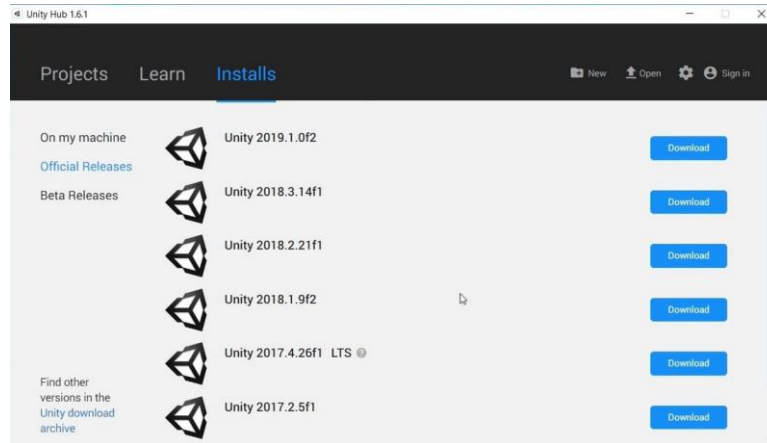 Unity Hub 1.6.1
Projects Learn Installs New Open Sign in
On my machine
Official Releases
Beta Releases
Unity 2019.1.0f2 Download
Unity 2018.3.14f1 Download
Unity 2018.2.21f1 Download
Unity 2018.1.9f2 Download
Unity 2017.4.26f1 LTS Download
Unity 2017.2.5f1 Download
Find other
versions in the
Unity download
archive